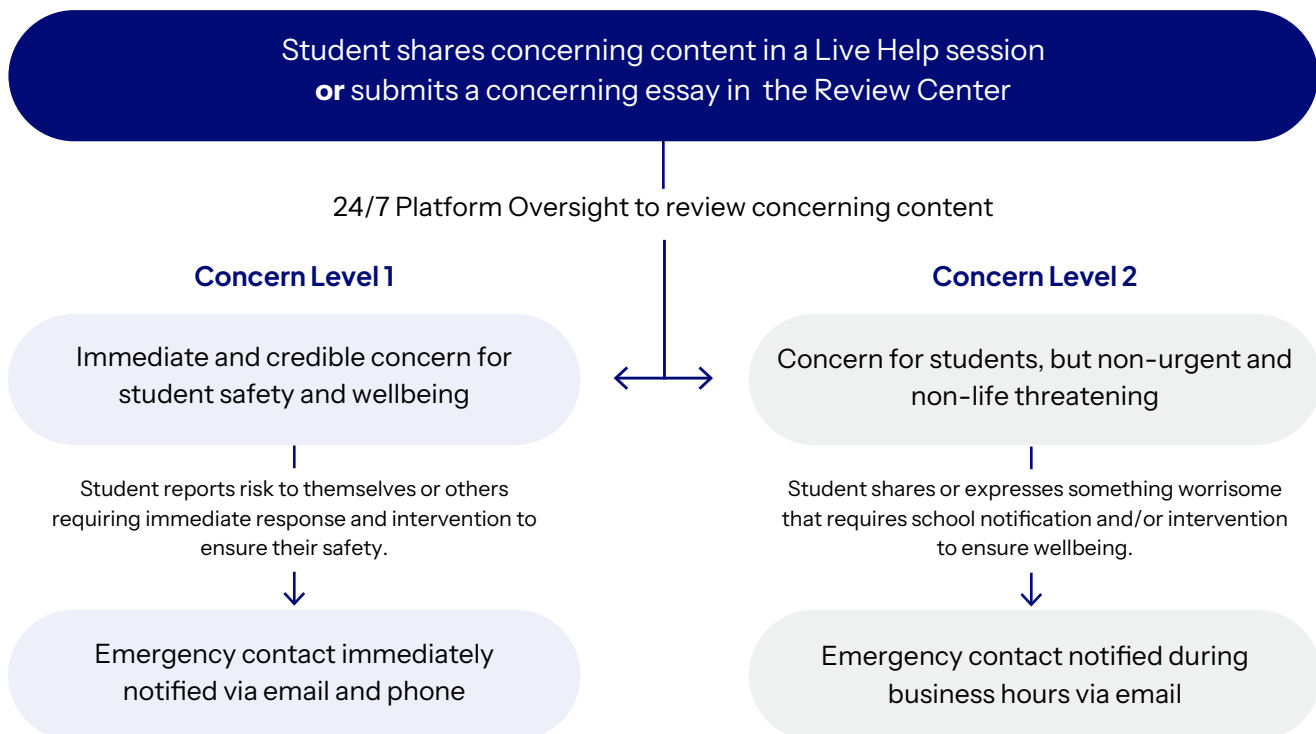 Student shares concerning content in a Live Help session
or submits a concerning essay in the Review Center
24/7 Platform Oversight to review concerning content
Concern Level 1
Immediate and credible concern for
student safety and wellbeing
Student reports risk to themselves or others
requiring immediate response and intervention to
ensure their safety.
Emergency contact immediately
notified via email and phone
Concern Level 2
Concern for students, but non-urgent and
non-life threatening
Student shares or expresses something worrisome
that requires school notification and/or intervention
to ensure wellbeing.
Emergency contact notified during
business hours via email